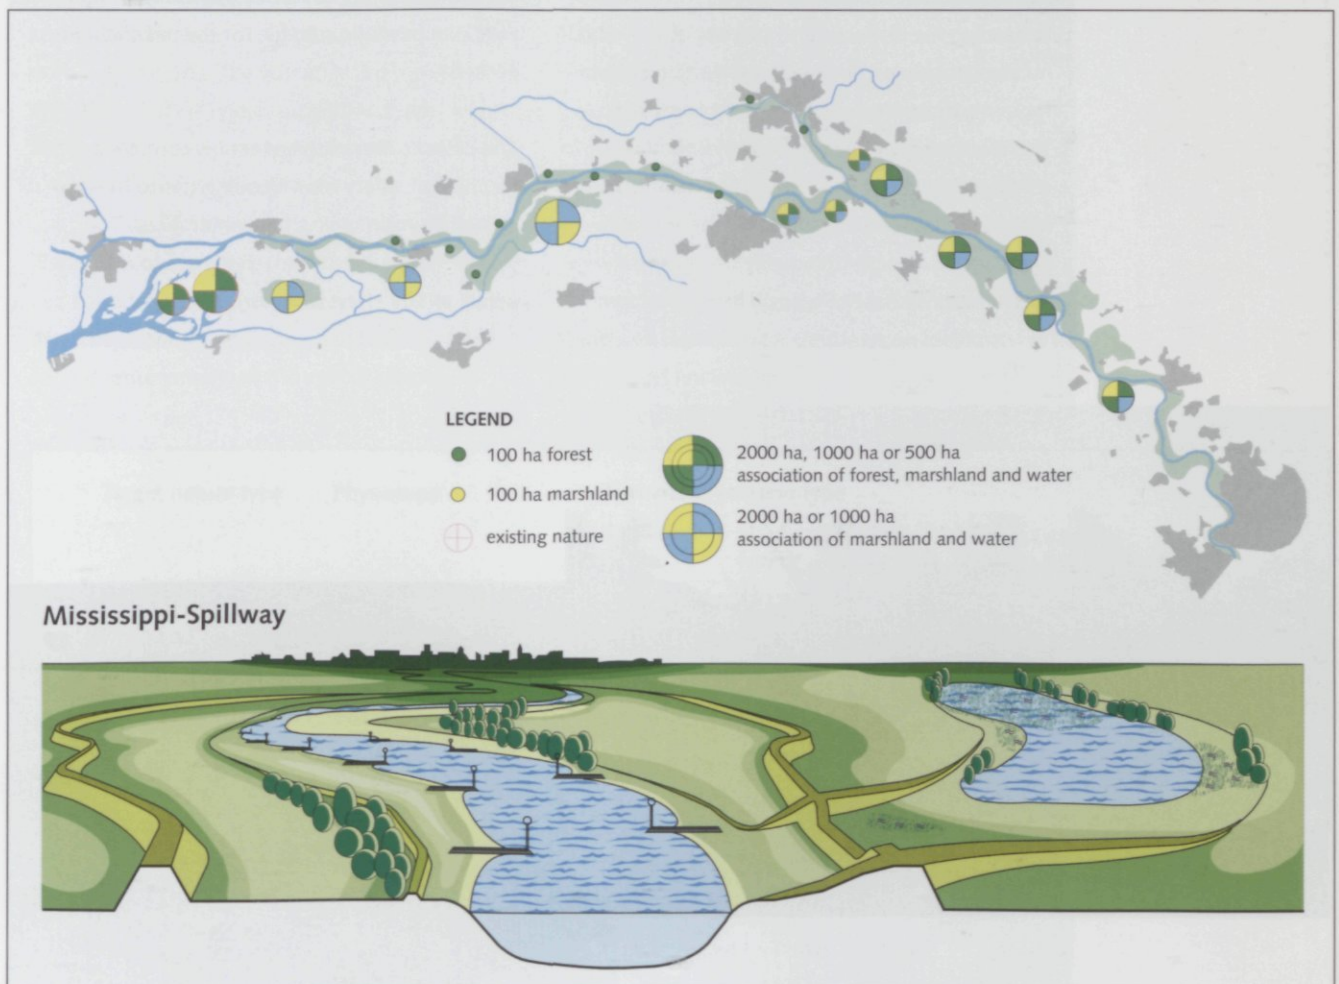 LEGEND
100 ha forest
100 ha marshland
existing nature
2000 ha, 1000 ha or 500 ha
association of forest, marshland and water
2000 ha or 1000 ha
association of marshland and water
Mississippi-Spillway